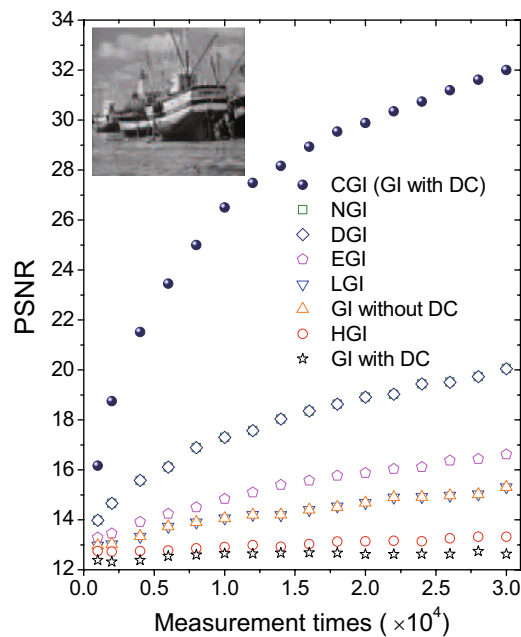 34
32
30
28
26
24
22
20
18
16
14
12
PSNR
CGI (GI with DC)
NGI
DGI
EGI
LGI
GI without DC
HGI
GI with DC
0.0 0.5 1.0 1.5 2.0 2.5 3.0
Measurement times ( ×10⁴)